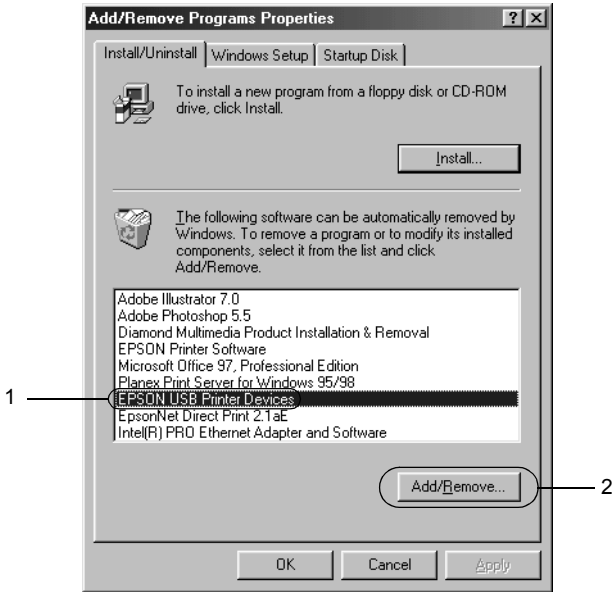 Add/Remove Programs Properties
Install/Uninstall
Windows Setup
Startup Disk
To install a new program from a floppy disk or CD-ROM
drive, click Install.
Install...
The following software can be automatically removed by
Windows. To remove a program or to modify its installed
components, select it from the list and click
Add/Remove.
Adobe Illustrator 7.0
Adobe Photoshop 5.5
Diamond Multimedia Product Installation & Removal
EPSON Printer Software
Microsoft Office 97, Professional Edition
Planex Print Server for Windows 95/98
1
EPSON USB Printer Devices
EpsonNet Direct Print 2.1aE
Intel(R) PRO Ethernet Adapter and Software
Add/Remove...
2
OK
Cancel
Apply